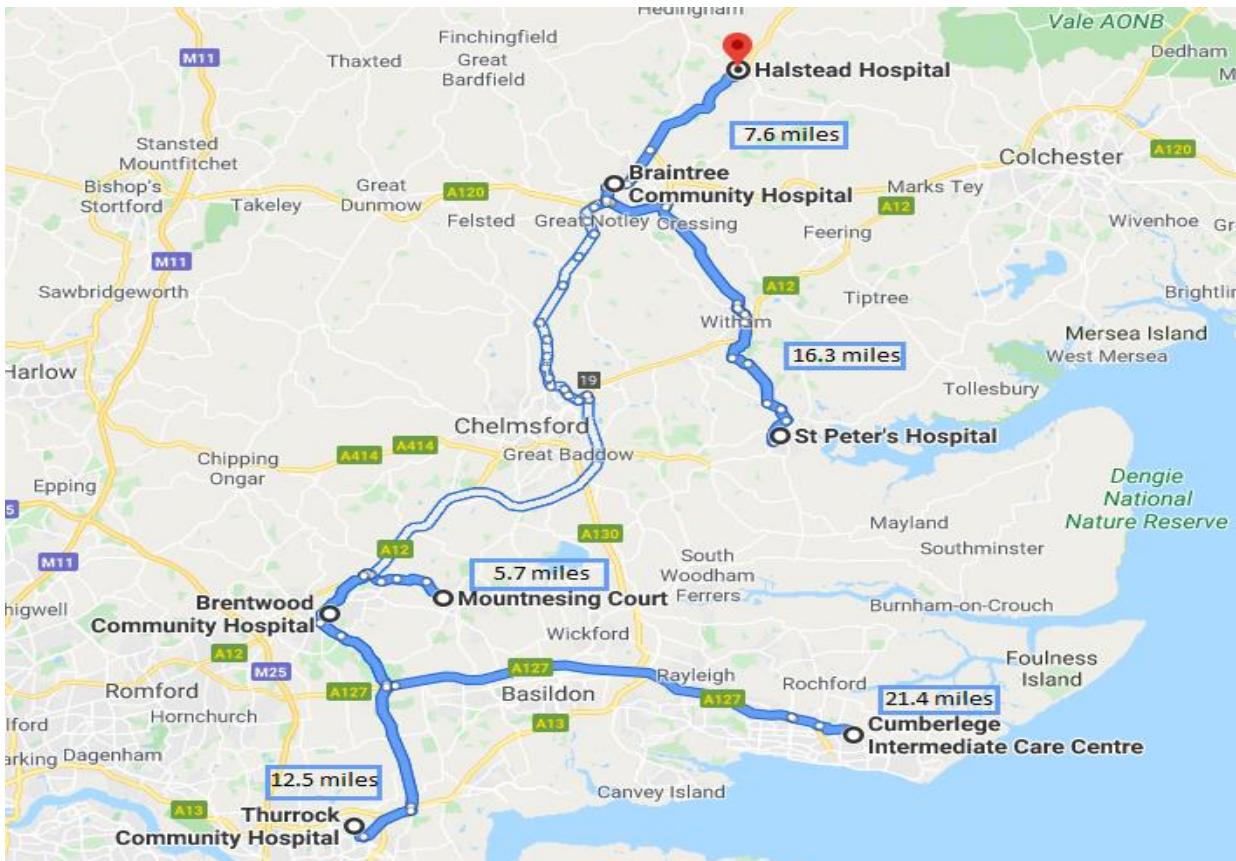 Hedingham
Vale AONB
Finchingfield
Great
Bardfield
Thaxted
M11
Dedham
Halstead Hospital
7.6 miles
Stansted
Mountfitchet
Colchester
A120
Braintree
Community Hospital
Bishop's
Stortford
Takeley
Great
Dunmow
A120
Felsted
Great Notley
Cressing
Marks Tey
A12
Feering
Wivenhoe
M11
Sawbridgeworth
A12
Tiptree
Witham
Mersea Island
West Mersea
16.3 miles
Harlow
19
Tollesbury
Chelmsford
St Peter's Hospital
A414
A414
Great Baddow
Chipping
Ongar
Epping
Dengie
National
Nature Reserve
Mayland
Southminster
A130
M11
A12
South
Woodham
Ferrers
5.7 miles
Mountnesing Court
Brentwood
Community Hospital
Burnham-on-Crouch
Wickford
A12
M25
Foulness
Island
Romford
A127
A127
Rayleigh
Rochford
Basildon
A127
21.4 miles
Hornchurch
A13
Cumberlege
Intermediate Care Centre
Dagenham
12.5 miles
Canvey Island
A13
Thurrock
Community Hospital